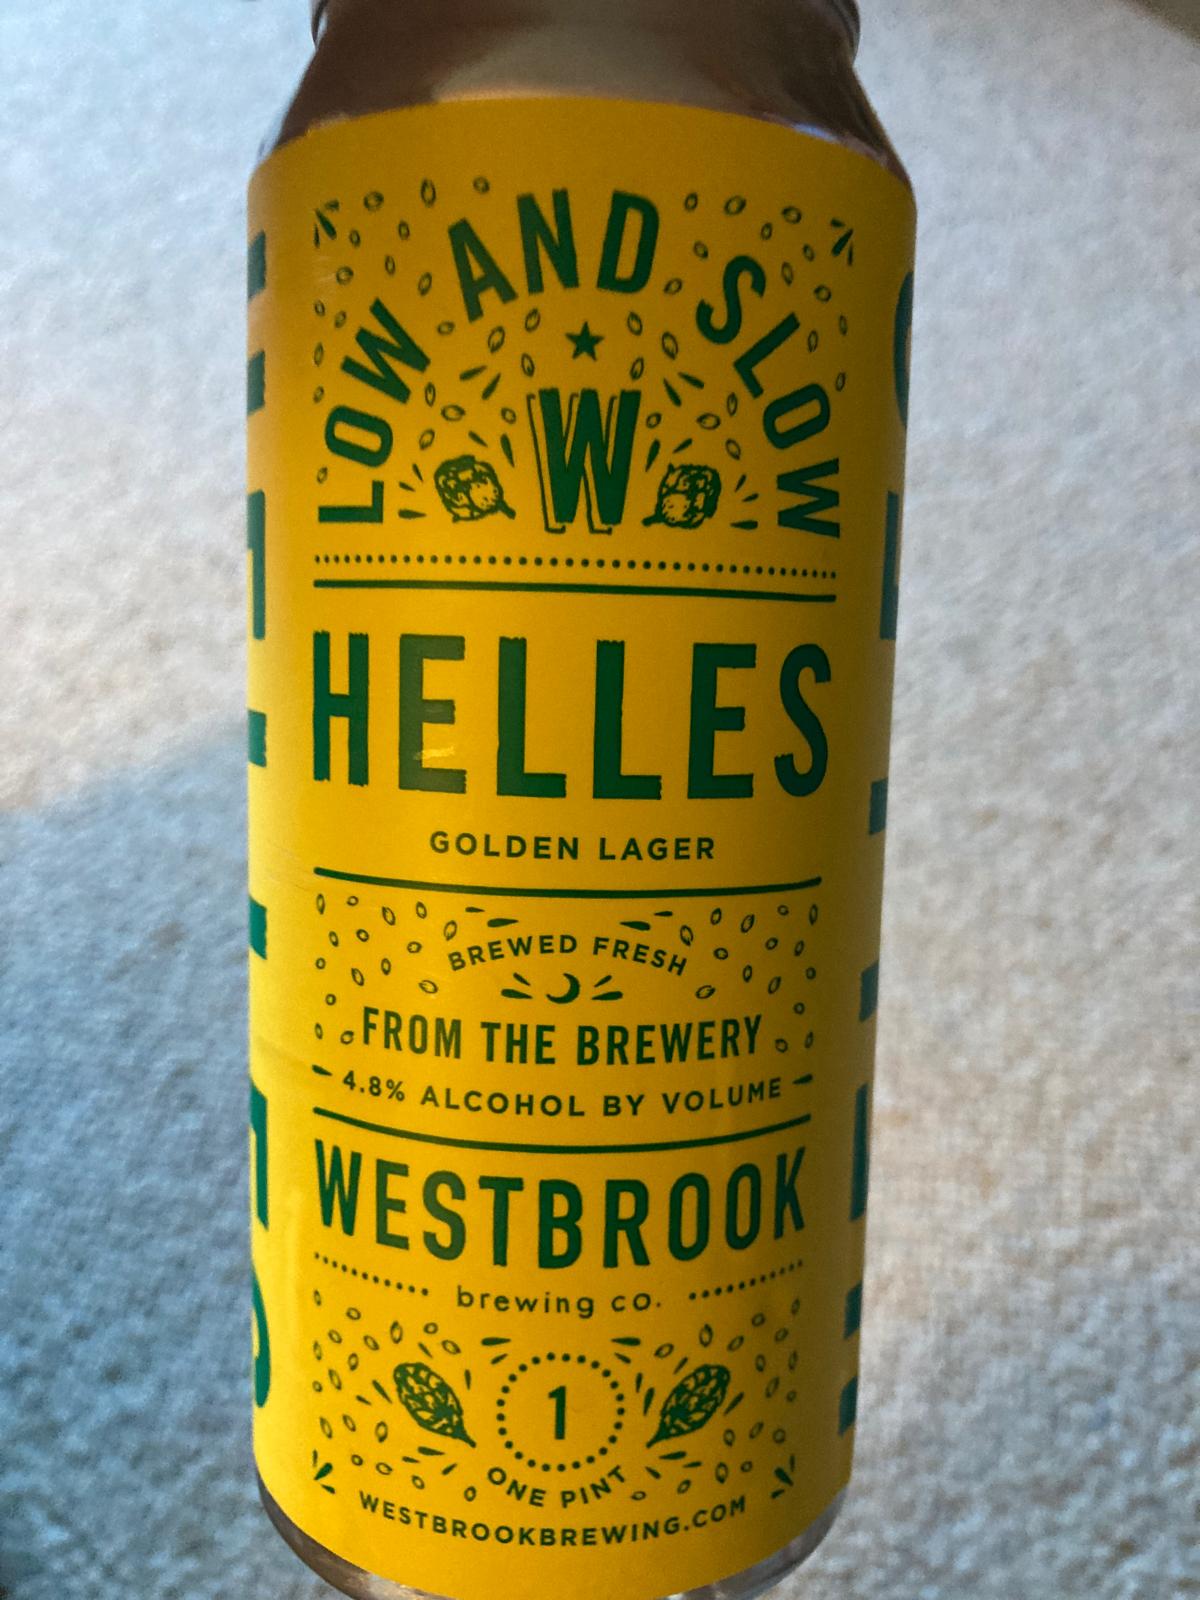 LOW AND SLOW
W
HELLES
GOLDEN LAGER
BREWED FRESH
FROM THE BREWERY
4.8% ALCOHOL BY VOLUME
WESTBROOK
brewing co.
1
ONE PINT
WESTBROOKBREWING.COM